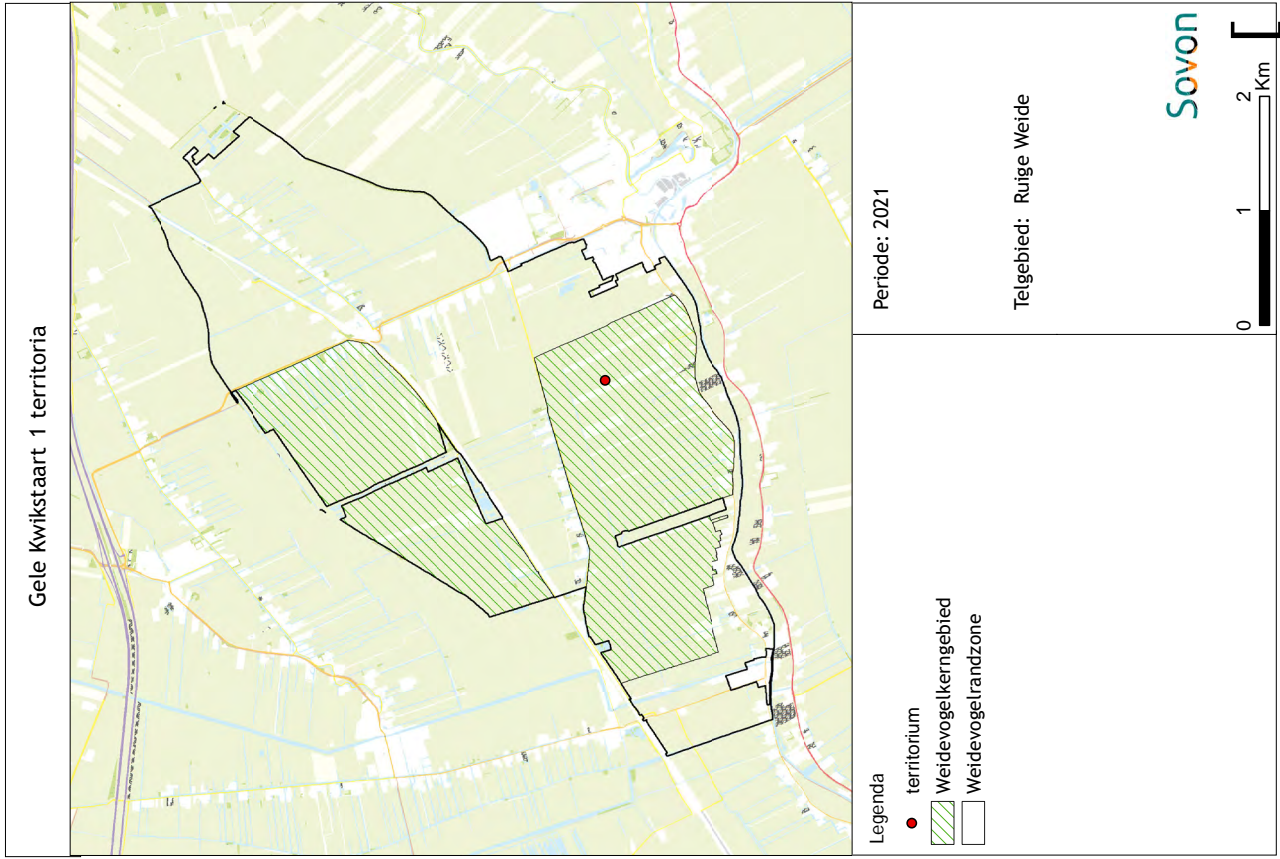 Gele Kwikstaart 1 territoria
Legenda
territorium
Weidevogelkerngebied
Weidevogelrandzone
Periode: 2021
Telgebied: Ruige Weide
Sovon
0 1 2
Km